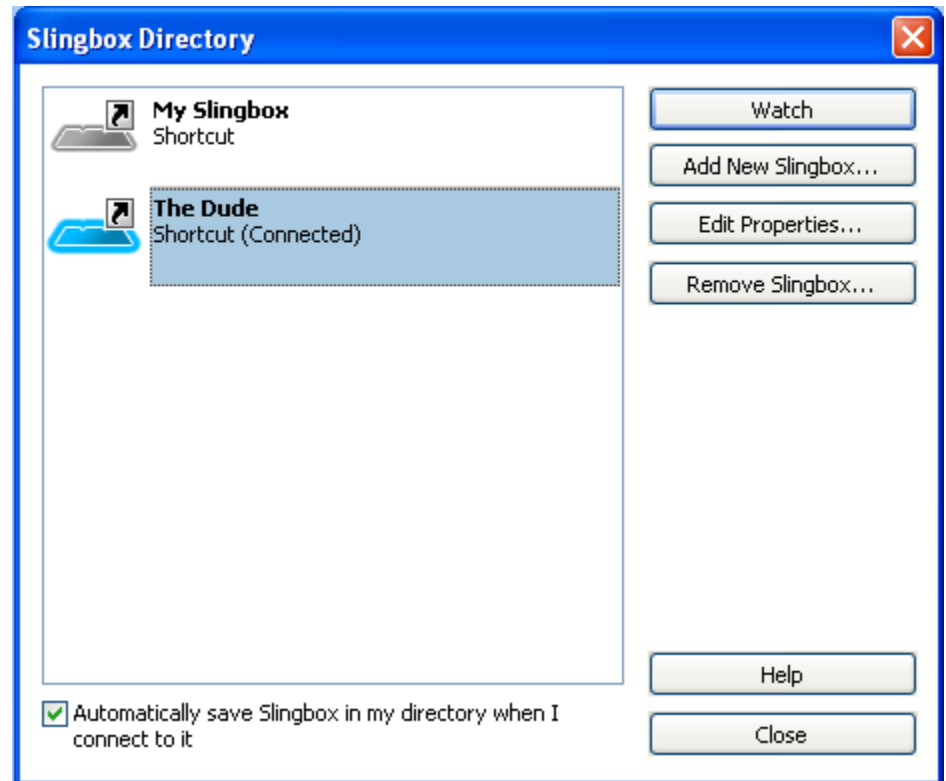 Slingbox Directory
My Slingbox
Shortcut
The Dude
Shortcut (Connected)
Watch
Add New Slingbox...
Edit Properties...
Remove Slingbox...
Automatically save Slingbox in my directory when I
connect to it
Help
Close